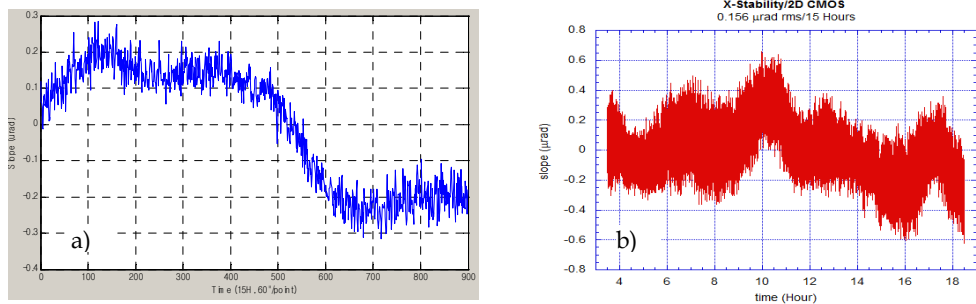 0.3
0.2
0.1
0
-0.1
-0.2
-0.3
-0.4
Slope (µrad)
a)
0 100 200 300 400 500 600 700 800 900
Time (15H, 60"/point)
X-Stability/2D CMOS
0.156 µrad rms/15 Hours
0.8
0.6
0.4
0.2
0
-0.2
-0.4
-0.6
-0.8
slope (µrad)
b)
4 6 8 10 12 14 16 18
time (Hour)